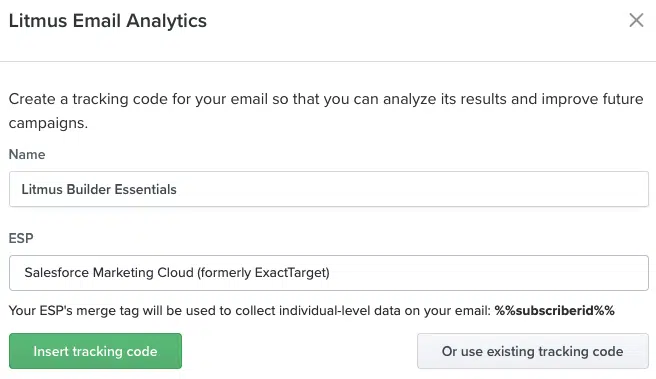 Litmus Email Analytics
Create a tracking code for your email so that you can analyze its results and improve future
campaigns.
Name
Litmus Builder Essentials
ESP
Salesforce Marketing Cloud (formerly ExactTarget)
Your ESP's merge tag will be used to collect individual-level data on your email: %%subscriberid%%
Insert tracking code
Or use existing tracking code